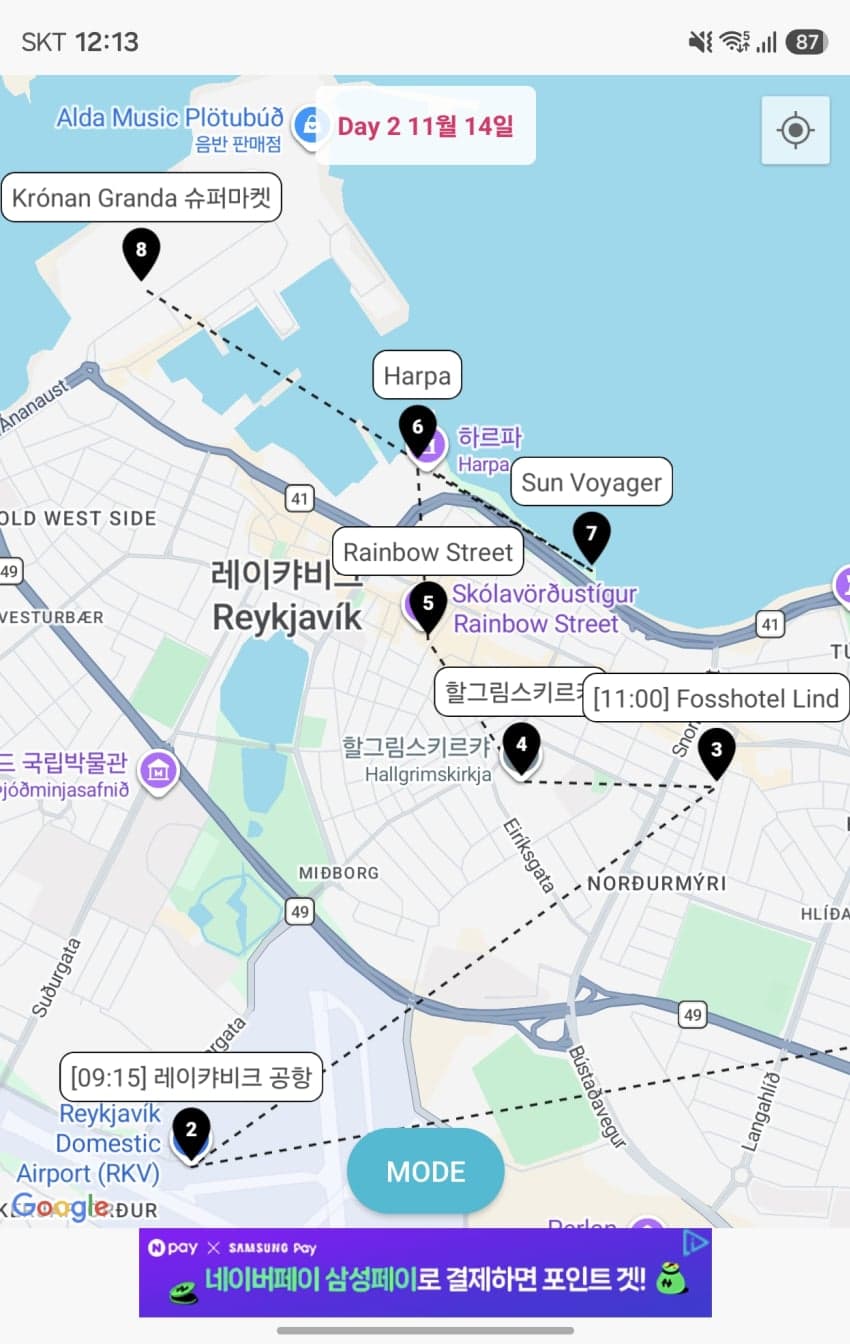 SKT 12:13
87
Alda Music Plötubúð
음반 판매점
Day 2 11월 14일
Krónan Granda 슈퍼마켓
8
Harpa
Ánanaust
6
하르파
Harpa
Sun Voyager
41
OLD WEST SIDE
7
Rainbow Street
49
레이캬비크
Reykjavík
5
Skólavörðustígur
Rainbow Street
VESTURBÆR
41
할그림스키르캬
[11:00] Fosshotel Lind
할그림스키르캬
Hallgrimskirkja
4
3
드 국립박물관
Þjóðminjasafnið
Eiríksgata
MIÐBORG
NORÐURMÝRI
49
HLÍÐA
Suðurgata
49
rgata
Bústaðavegur
Langahlíð
[09:15] 레이캬비크 공항
Reykjavík
Domestic
Airport (RKV)
2
MODE
Google
ÐUR
Perlan
N pay × SAMSUNG Pay
네이버페이 삼성페이로 결제하면 포인트 겟!